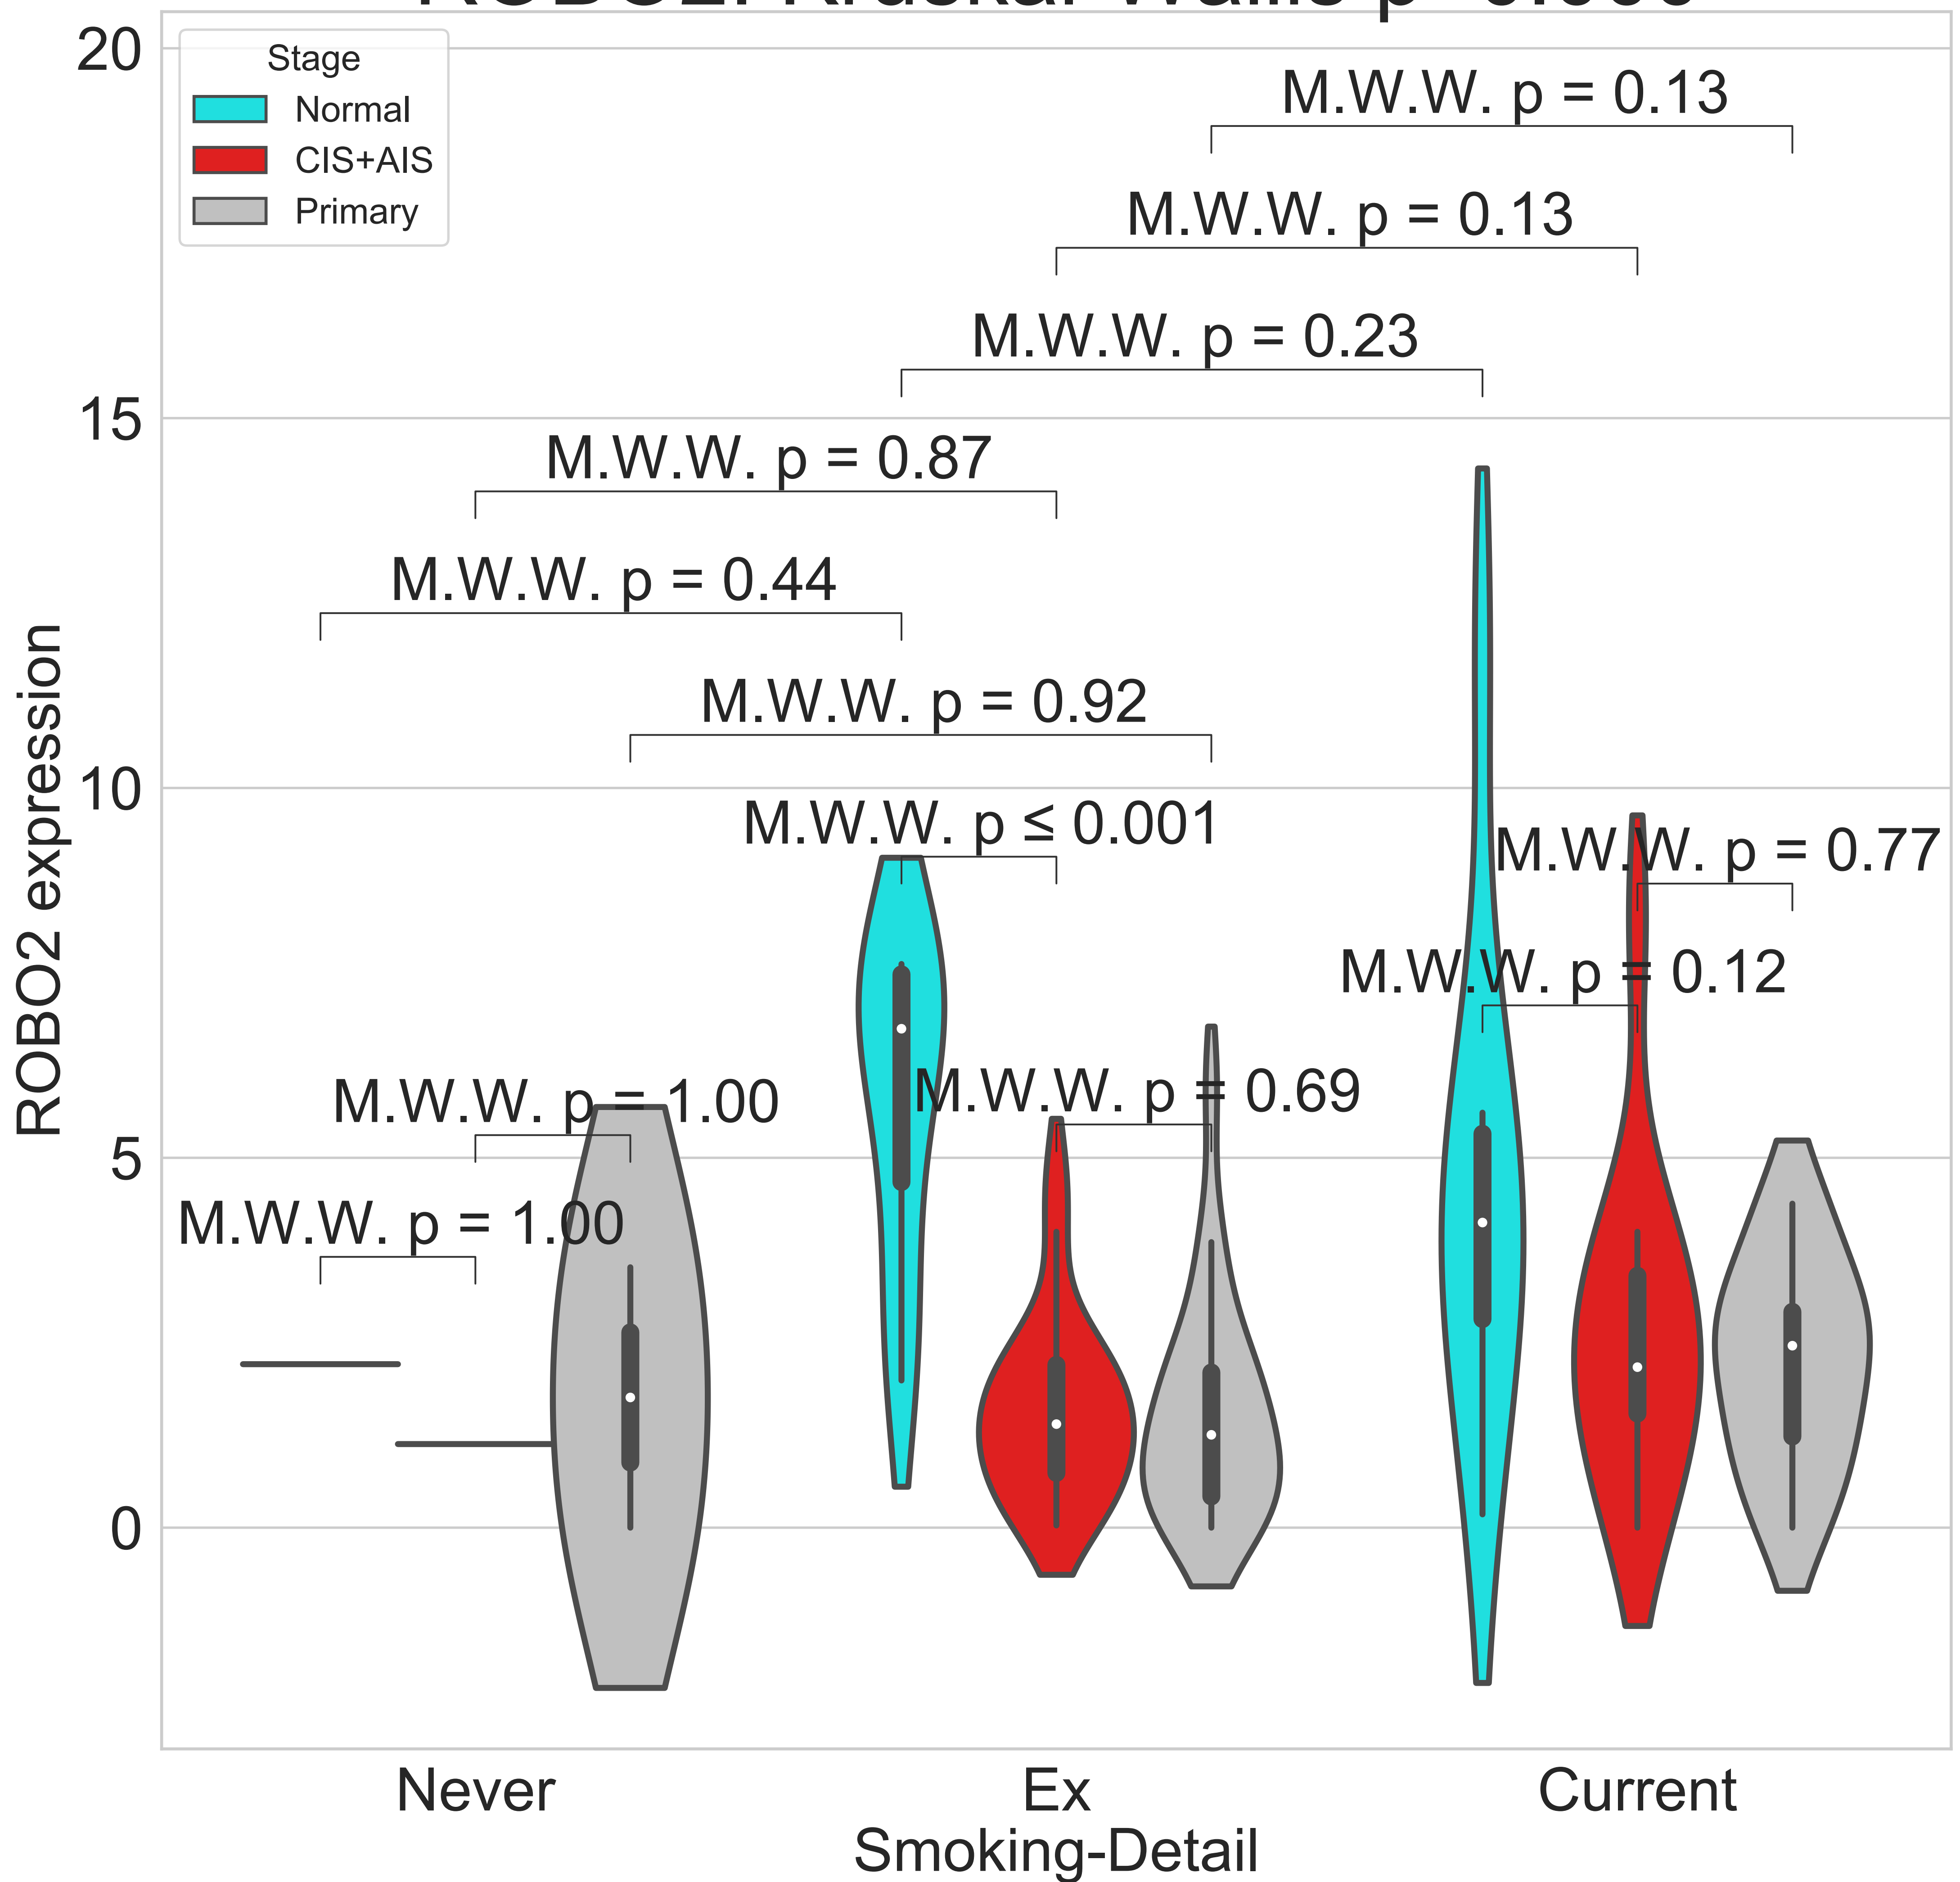 20
15
10
5
0
ROBO2 expression
Stage
Normal
CIS+AIS
Primary
M.W.W. p = 0.13
M.W.W. p = 0.13
M.W.W. p = 0.23
M.W.W. p = 0.87
M.W.W. p = 0.44
M.W.W. p = 0.92
M.W.W. p ≤ 0.001
M.W.W. p = 0.77
M.W.W. p = 0.12
M.W.W. p = 1.00
M.W.W. p = 0.69
M.W.W. p = 1.00
Never
Ex
Current
Smoking-Detail